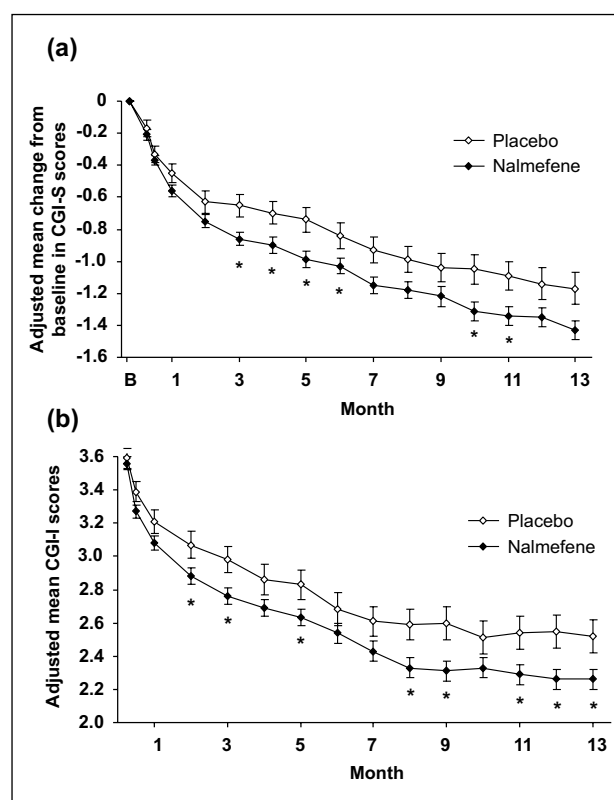 (a)
Adjusted mean change from
baseline in CGI-S scores
0
-0.2
-0.4
-0.6
-0.8
-1.0
-1.2
-1.4
-1.6
Placebo
Nalmefene
* * * * * *
B 1 3 5 7 9 11 13
Month
(b)
Adjusted mean CGI-I scores
3.6
3.4
3.2
3.0
2.8
2.6
2.4
2.2
2.0
Placebo
Nalmefene
* * * * * * * *
1 3 5 7 9 11 13
Month